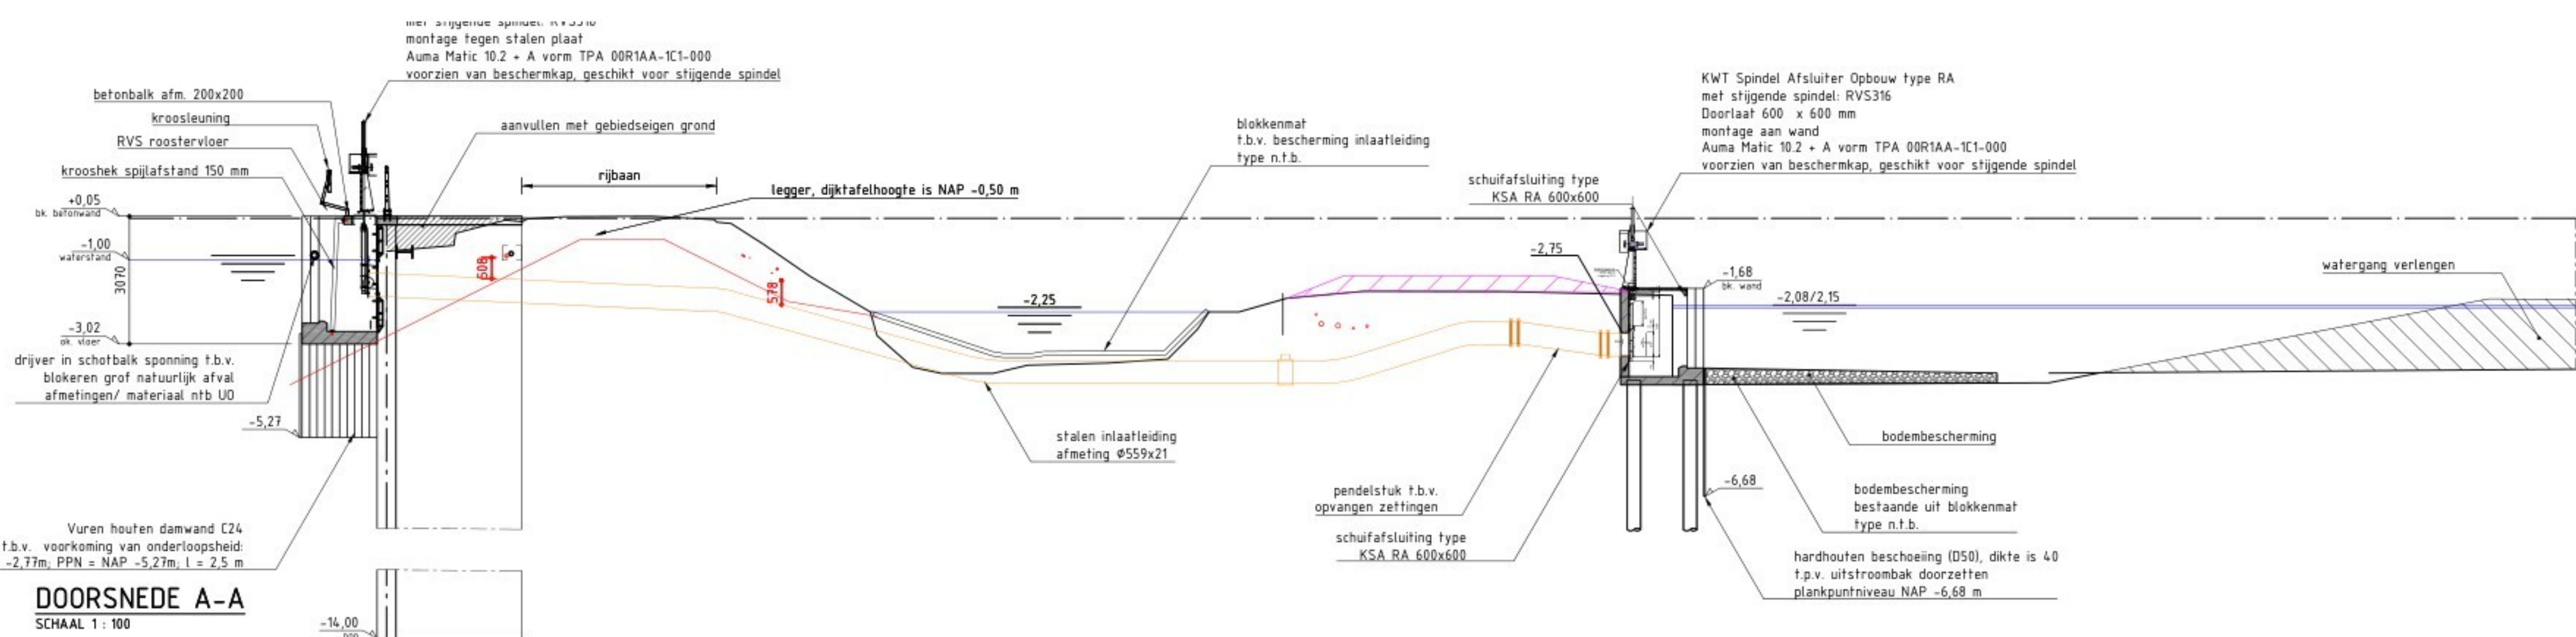 met stijgende spindel: RVS316
montage tegen stalen plaat
Auma Matic 10.2 + A vorm TPA 00R1AA-1C1-000
voorzien van beschermkap, geschikt voor stijgende spindel
betonbalk afm. 200x200
kroosleuning
RVS roostervloer
krooshek spijlafstand 150 mm
aanvullen met gebiedseigen grond
rijbaan
legger, dijktafelhoogte is NAP -0,50 m
blokkenmat
t.b.v. bescherming inlaatleiding
type n.t.b.
schuifafsluiting type
KSA RA 600x600
KWT Spindel Afsluiter Opbouw type RA
met stijgende spindel: RVS316
Doorlaat 600 x 600 mm
montage aan wand
Auma Matic 10.2 + A vorm TPA 00R1AA-1C1-000
voorzien van beschermkap, geschikt voor stijgende spindel
+0,05
bk. betonwand
-1,00
waterstand
3070
-3,02
ok. vloer
608
578
-2,25
-2,75
-1,68
bk. wand
-2,08/2,15
watergang verlengen
drijver in schotbalk sponning t.b.v.
blokeren grof natuurlijk afval
afmetingen/ materiaal ntb UO
-5,27
stalen inlaatleiding
afmeting Ø559x21
pendelstuk t.b.v.
opvangen zettingen
schuifafsluiting type
KSA RA 600x600
bodembescherming
-6,68
bodembescherming
bestaande uit blokkenmat
type n.t.b.
hardhouten beschoeiing (D50), dikte is 40
t.p.v. uitstroombak doorzetten
plankpuntniveau NAP -6,68 m
Vuren houten damwand C24
t.b.v. voorkoming van onderloopsheid:
-2,77m; PPN = NAP -5,27m; l = 2,5 m
DOORSNEDE A-A
SCHAAL 1 : 100
-14,00